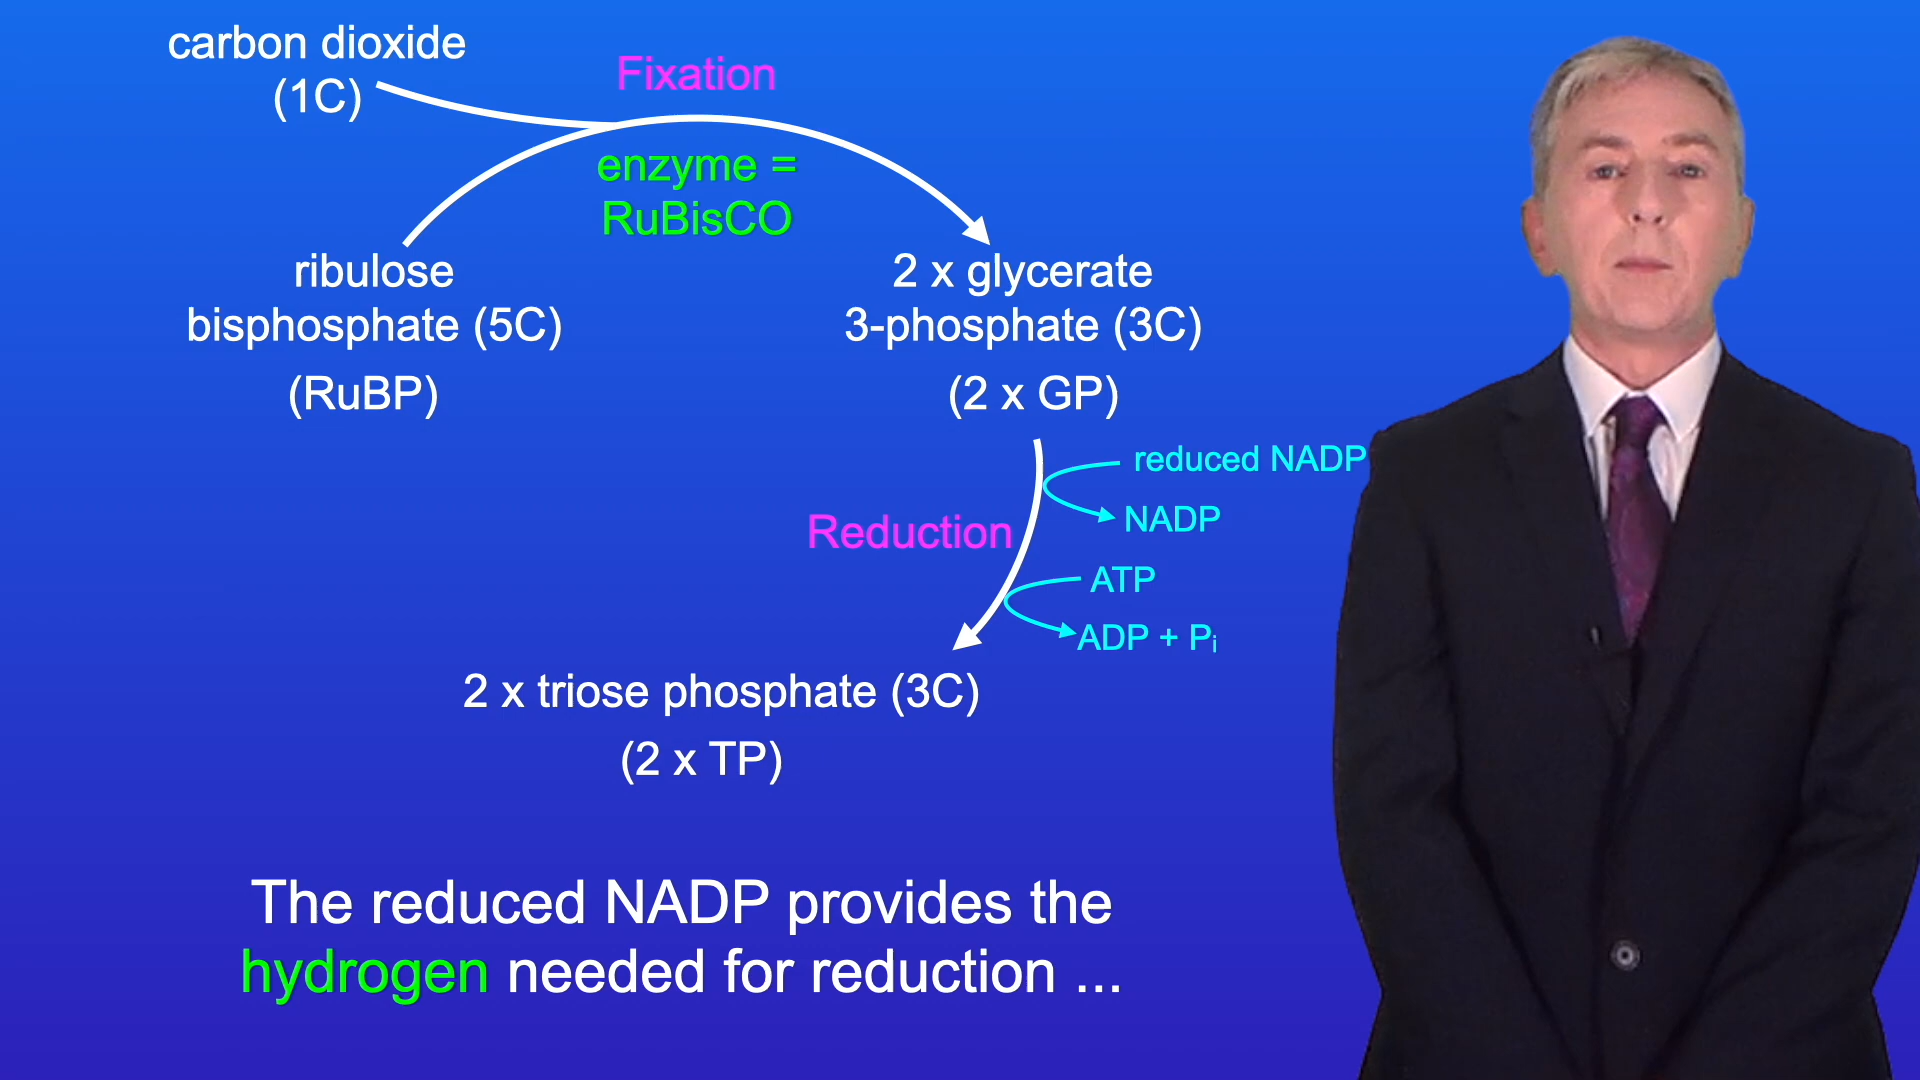 carbon dioxide
(1C)
Fixation
enzyme =
RuBisCO
ribulose
bisphosphate (5C)
(RuBP)
2 x glycerate
3-phosphate (3C)
(2 x GP)
reduced NADP
NADP
Reduction
ATP
ADP + Pᵢ
2 x triose phosphate (3C)
(2 x TP)
The reduced NADP provides the
hydrogen needed for reduction ...